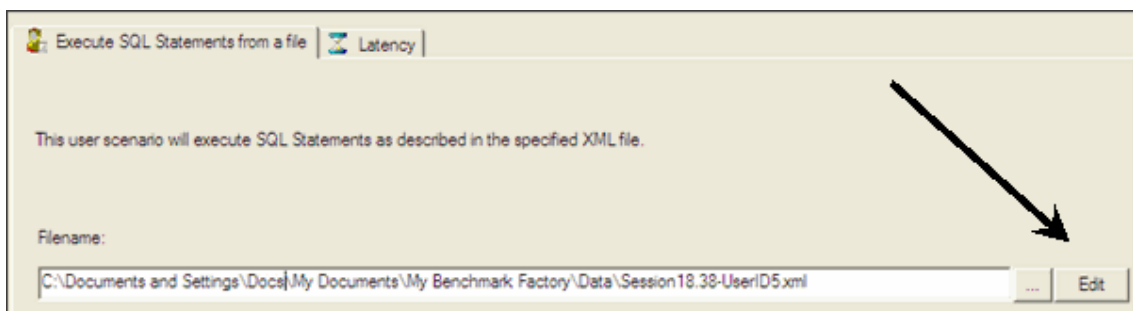 Execute SQL Statements from a file Latency
This user scenario will execute SQL Statements as described in the specified XML file.
Filename:
C:\Documents and Settings\Docs\My Documents\My Benchmark Factory\Data\Session18.38-UserID5.xml ... Edit